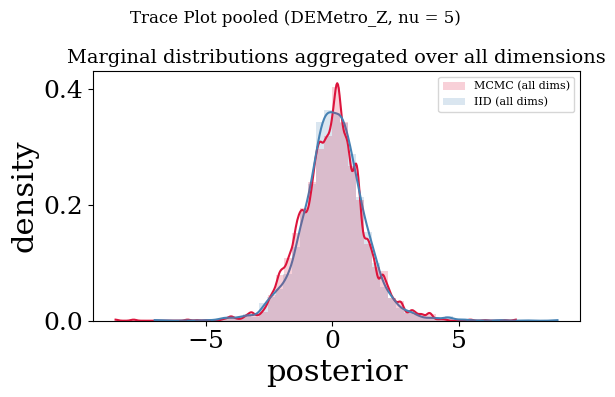 Trace Plot pooled (DEMetro_Z, nu = 5)
Marginal distributions aggregated over all dimensions
MCMC (all dims)
IID (all dims)
density
0.4
0.2
0.0
−5
0
5
posterior